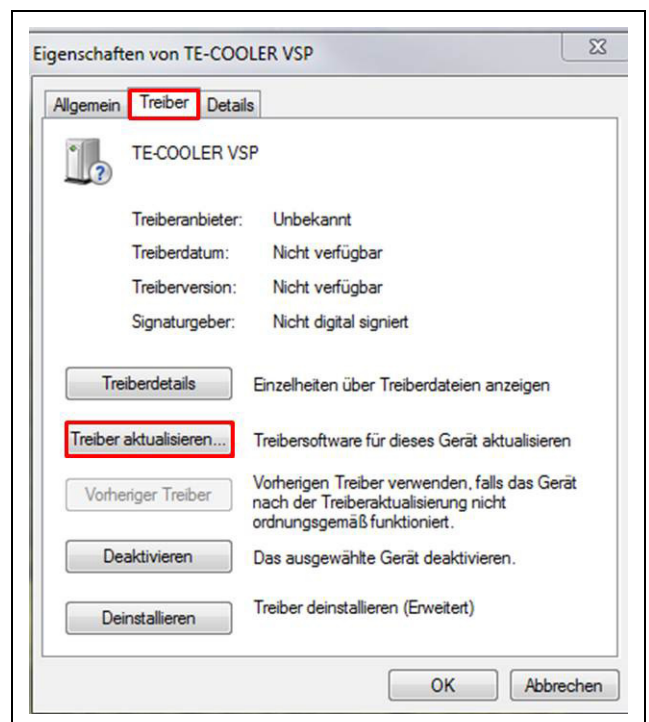 Eigenschaften von TE-COOLER VSP
Allgemein Treiber Details
TE-COOLER VSP
Treiberanbieter: Unbekannt
Treiberdatum: Nicht verfügbar
Treiberversion: Nicht verfügbar
Signaturgeber: Nicht digital signiert
Treiberdetails Einzelheiten über Treiberdateien anzeigen
Treiber aktualisieren... Treibersoftware für dieses Gerät aktualisieren
Vorheriger Treiber Vorherigen Treiber verwenden, falls das Gerät
nach der Treiberaktualisierung nicht
ordnungsgemäß funktioniert.
Deaktivieren Das ausgewählte Gerät deaktivieren.
Deinstallieren Treiber deinstallieren (Erweitert)
OK Abbrechen